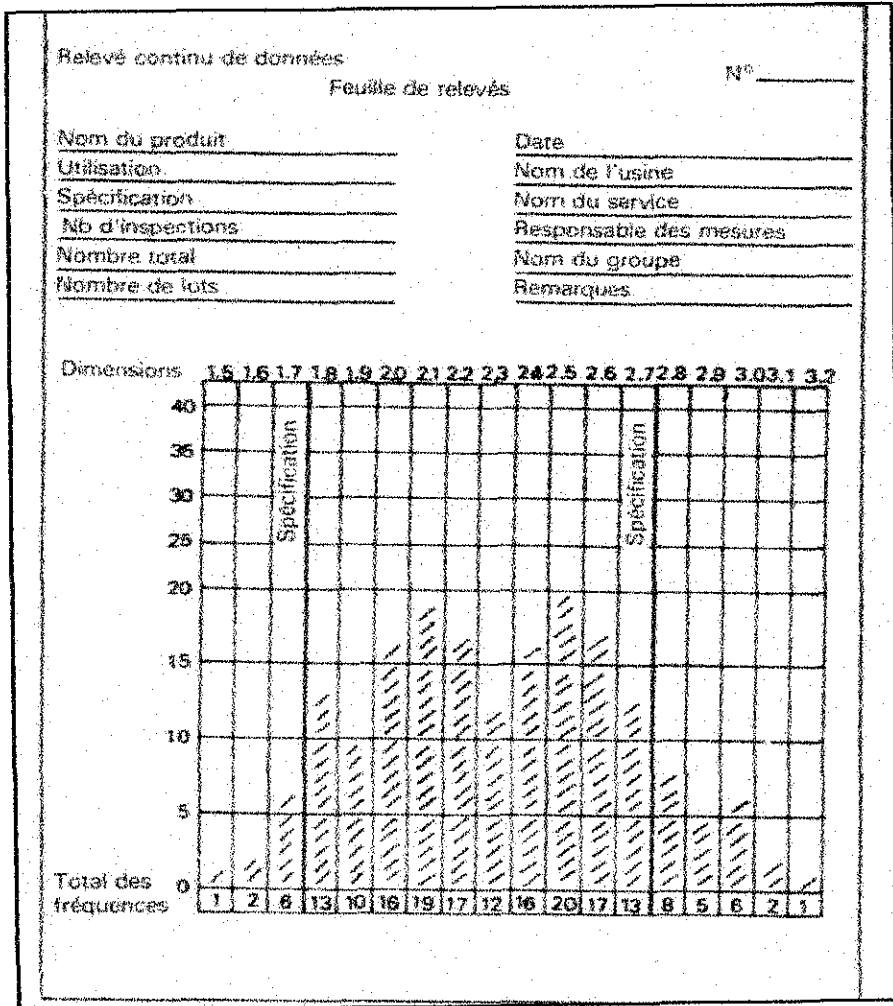 Relevé continu de données
Feuille de relevés
N°
Nom du produit
Utilisation
Spécification
Nb d'inspections
Nombre total
Nombre de lots
Date
Nom de l'usine
Nom du service
Responsable des mesures
Nom du groupe
Remarques
Dimensions 1.5 1.6 1.7 1.8 1.9 2.0 2.1 2.2 2.3 2.4 2.5 2.6 2.7 2.8 2.9 3.0 3.1 3.2
40
35
30
25
20
15
10
5
0
Spécification
Spécification
Total des
fréquences 1 2 6 13 10 16 19 17 12 16 20 17 13 8 5 6 2 1